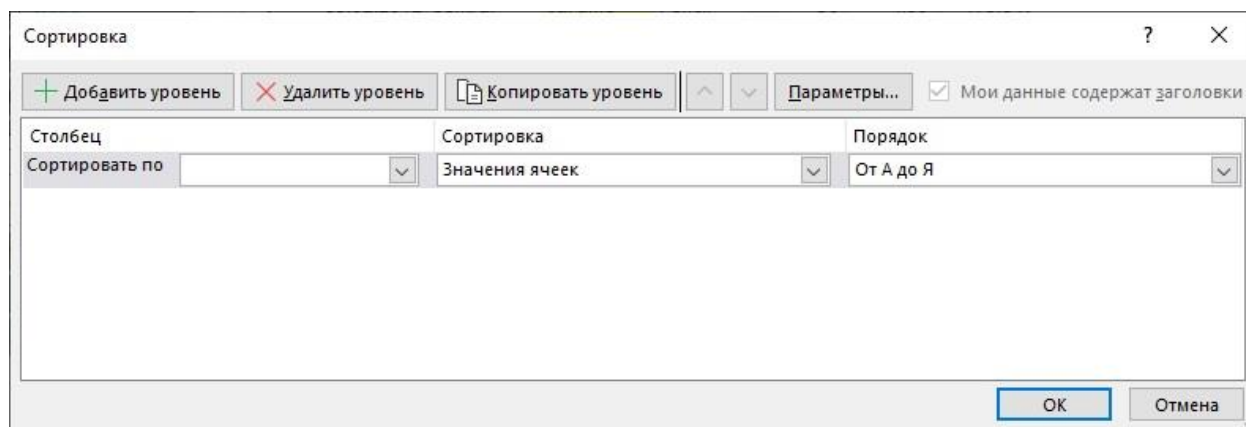 Сортировка ?
Добавить уровень Удалить уровень Копировать уровень Параметры... Мои данные содержат заголовки
Столбец Сортировка Порядок
Сортировать по Значения ячеек От А до Я
ОК Отмена